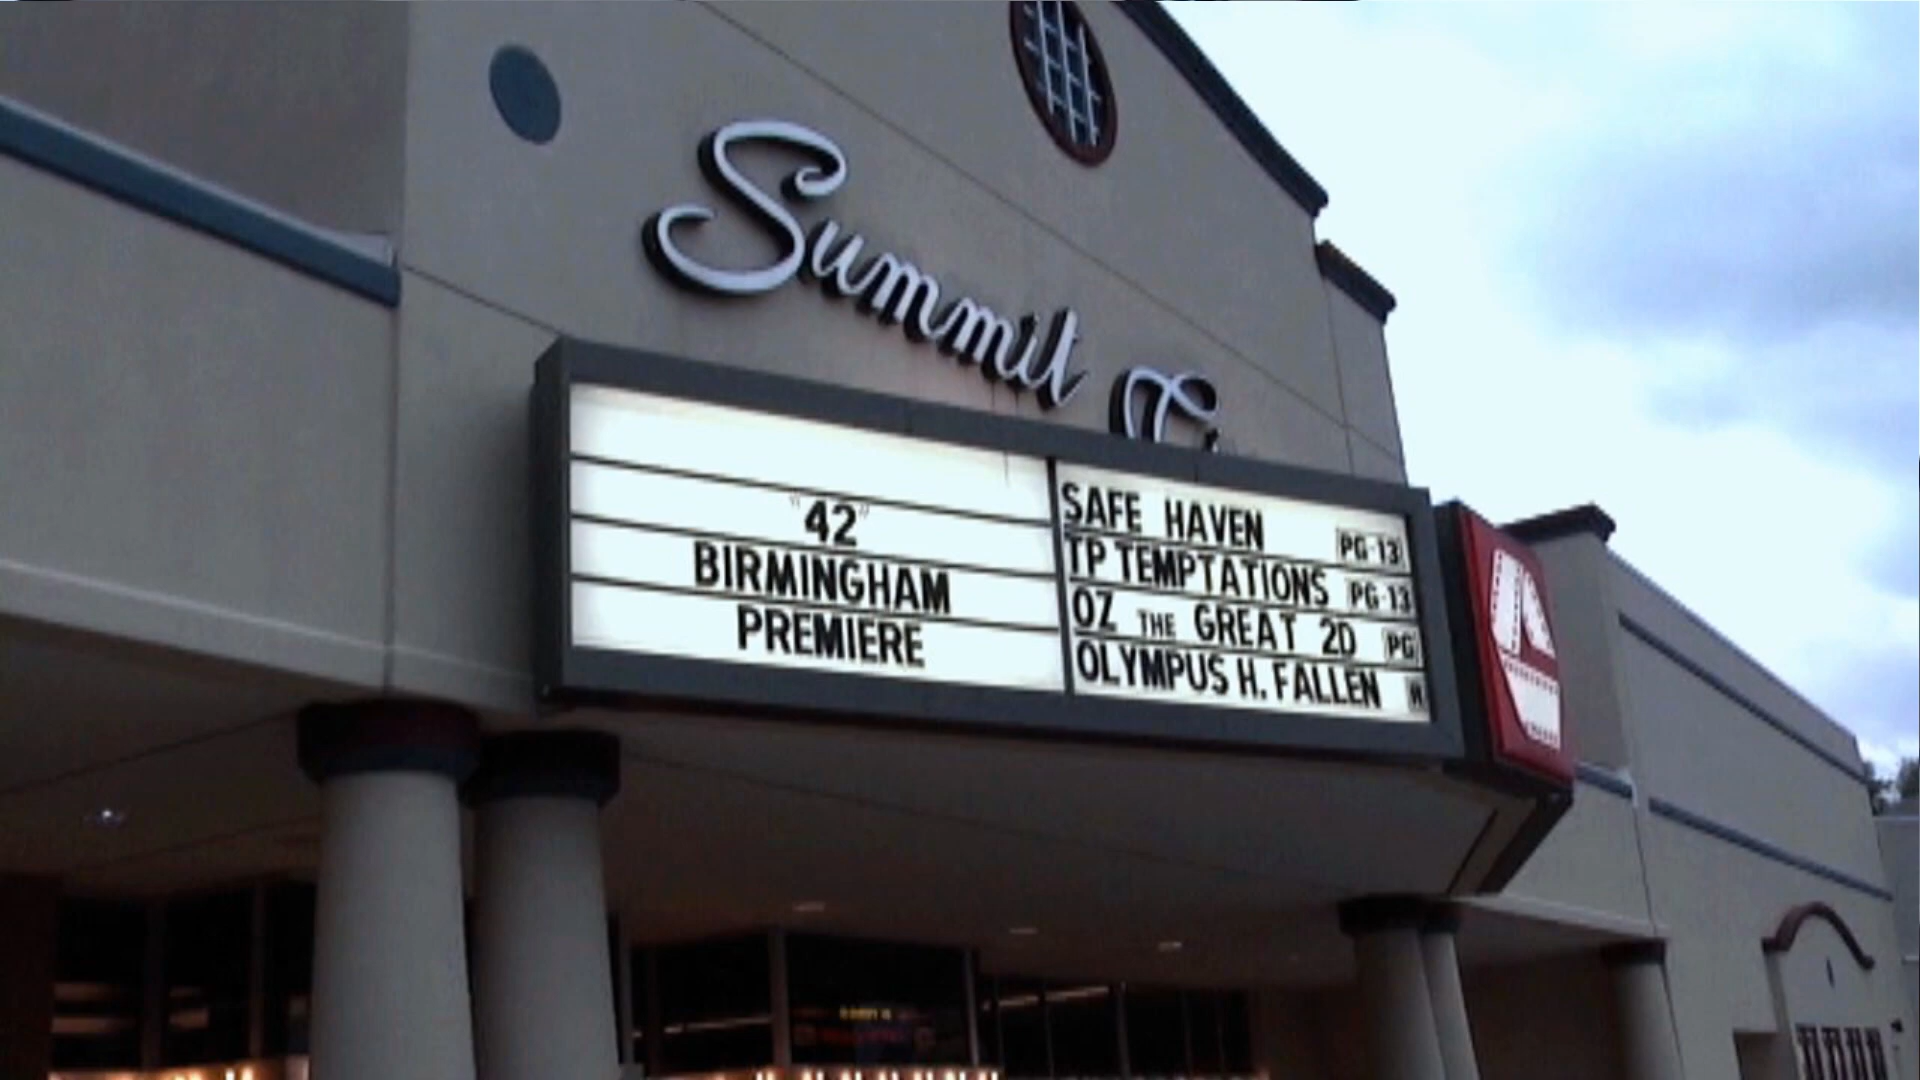 Summit
"42"
BIRMINGHAM
PREMIERE
SAFE HAVEN PG-13
TP TEMPTATIONS PG-13
OZ THE GREAT 2D PG
OLYMPUS H. FALLEN